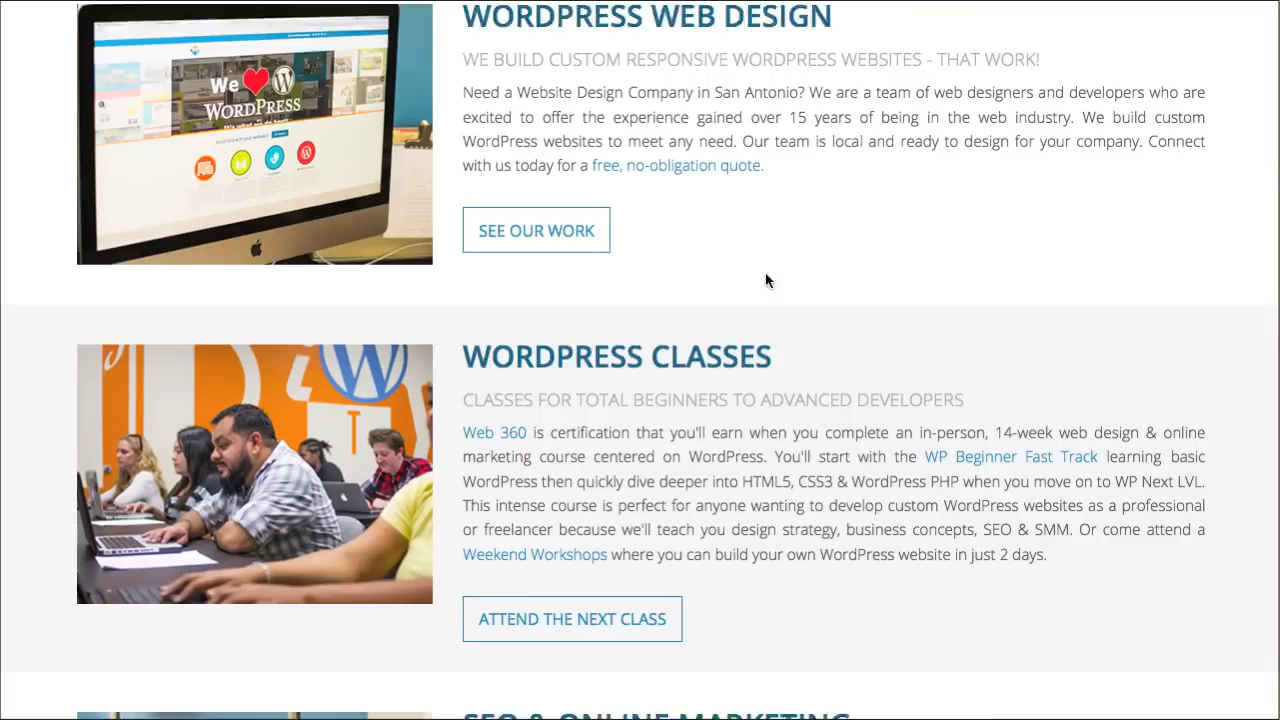 We
WORDPRESS
WORDPRESS WEB DESIGN
WE BUILD CUSTOM RESPONSIVE WORDPRESS WEBSITES - THAT WORK!
Need a Website Design Company in San Antonio? We are a team of web designers and developers who are
excited to offer the experience gained over 15 years of being in the web industry. We build custom
WordPress websites to meet any need. Our team is local and ready to design for your company. Connect
with us today for a free, no-obligation quote.
SEE OUR WORK
WORDPRESS CLASSES
CLASSES FOR TOTAL BEGINNERS TO ADVANCED DEVELOPERS
Web 360 is certification that you'll earn when you complete an in-person, 14-week web design & online
marketing course centered on WordPress. You'll start with the WP Beginner Fast Track learning basic
WordPress then quickly dive deeper into HTML5, CSS3 & WordPress PHP when you move on to WP Next LVL.
This intense course is perfect for anyone wanting to develop custom WordPress websites as a professional
or freelancer because we'll teach you design strategy, business concepts, SEO & SMM. Or come attend a
Weekend Workshops where you can build your own WordPress website in just 2 days.
ATTEND THE NEXT CLASS
SEO & ONLINE MARKETING